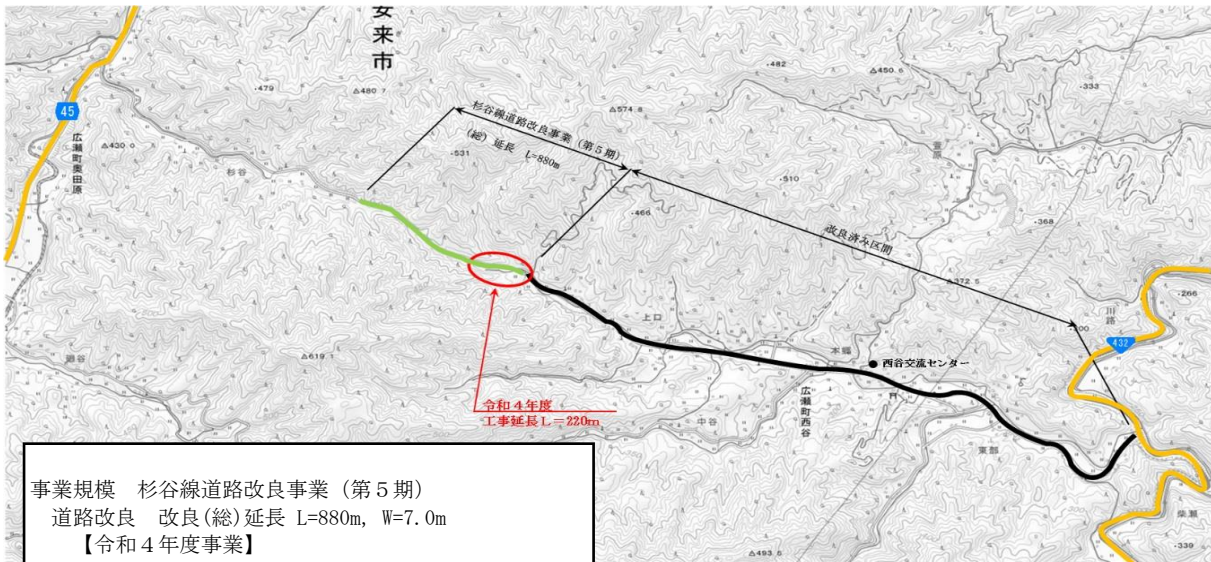 安来市
45
広瀬町奥田原
・479
△480.7
△430.0
杉谷
杉谷線道路改良事業(第5期)
(総)延長 L=880m
・531
△574.8
・482
△450.6
・333
菅原
・510
・466
・368
改良済み区間
△372.5
・266
川路
432
上口
本郷
西谷交流センター
△619.1
令和4年度
工事延長L=220m
中谷
広瀬町西谷
東部
柴瀬
・339
△493.6
事業規模 杉谷線道路改良事業(第5期)
道路改良 改良(総)延長 L=880m, W=7.0m
【令和4年度事業】